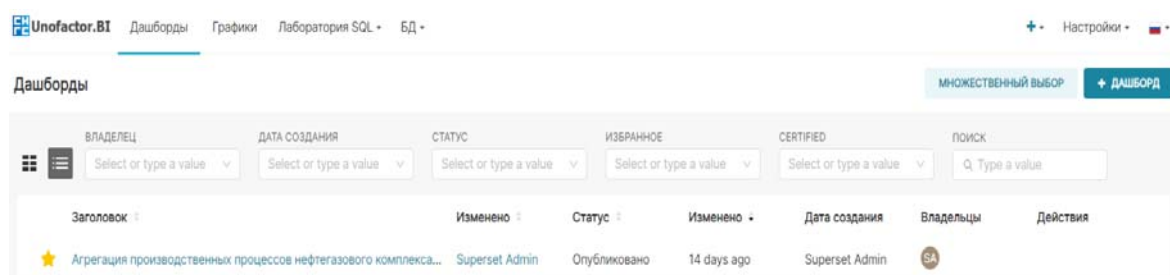 Unofactor.BI Дашборды Графики Лаборатория SQL БД Настройки
Дашборды МНОЖЕСТВЕННЫЙ ВЫБОР + ДАШБОРД
ВЛАДЕЛЕЦ ДАТА СОЗДАНИЯ СТАТУС ИЗБРАННОЕ CERTIFIED ПОИСК
Select or type a value Select or type a value Select or type a value Select or type a value Select or type a value Type a value
Заголовок Изменено Статус Изменено Дата создания Владельцы Действия
Агрегация производственных процессов нефтегазового комплекса... Superset Admin Опубликовано 14 days ago Superset Admin SA